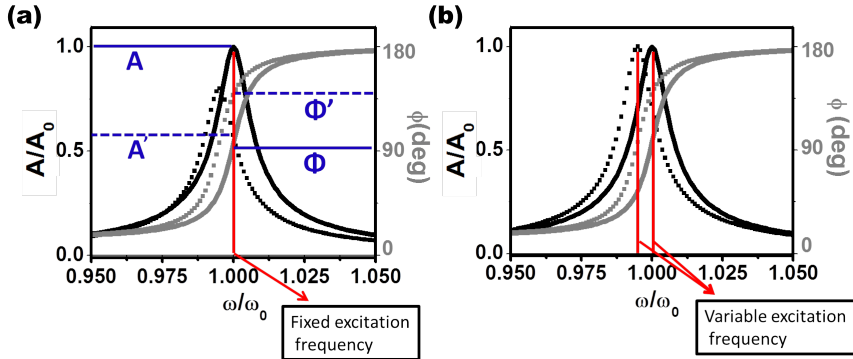 (a)
1.0
0.5
0.0
A/A₀
A
A'
Φ'
Φ
180
90
0
ϕ(deg)
0.950 0.975 1.000 1.025 1.050
ω/ω₀
Fixed excitation
frequency
(b)
1.0
0.5
0.0
A/A₀
180
90
0
ϕ(deg)
0.950 0.975 1.000 1.025 1.050
ω/ω₀
Variable excitation
frequency